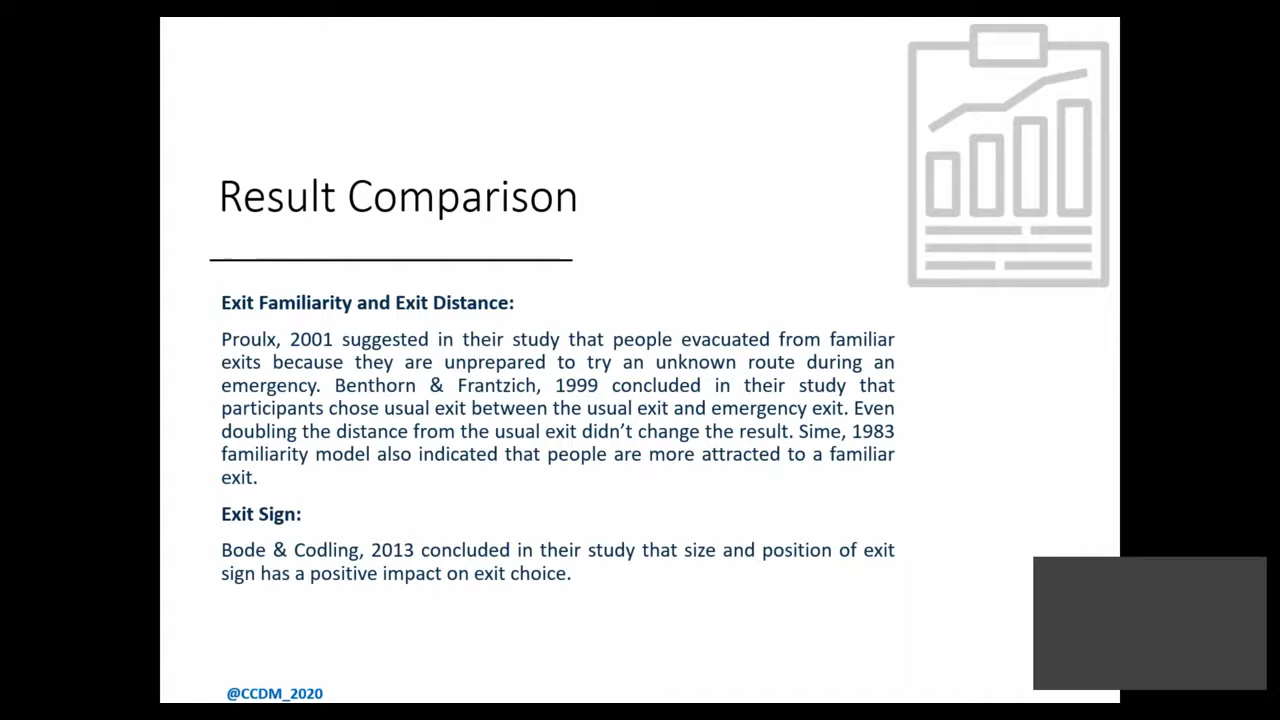 Result Comparison
Exit Familiarity and Exit Distance:
Proulx, 2001 suggested in their study that people evacuated from familiar
exits because they are unprepared to try an unknown route during an
emergency. Benthorn & Frantzich, 1999 concluded in their study that
participants chose usual exit between the usual exit and emergency exit. Even
doubling the distance from the usual exit didn’t change the result. Sime, 1983
familiarity model also indicated that people are more attracted to a familiar
exit.
Exit Sign:
Bode & Codling, 2013 concluded in their study that size and position of exit
sign has a positive impact on exit choice.
@CCDM_2020